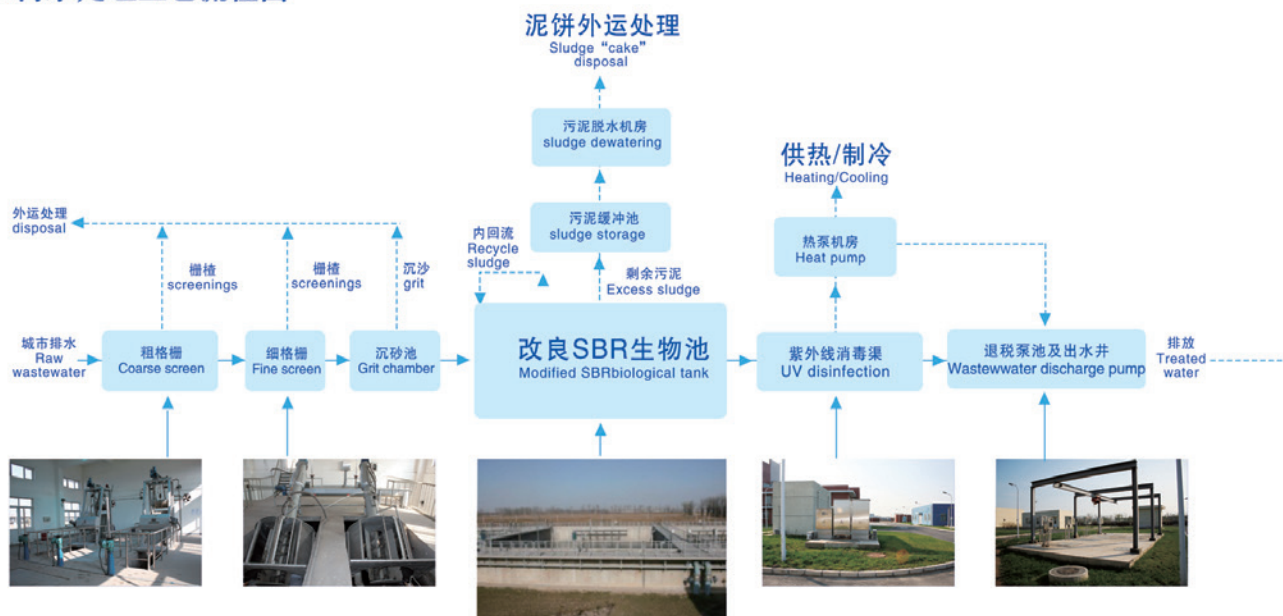 泥饼外运处理
Sludge “cake”
disposal
污泥脱水机房
sludge dewatering
供热/制冷
Heating/Cooling
外运处理
disposal
污泥缓冲池
sludge storage
内回流
Recycle
sludge
热泵机房
Heat pump
栅楂
screenings
栅楂
screenings
沉沙
grit
剩余污泥
Excess sludge
城市排水
Raw
wastewater
粗格栅
Coarse screen
细格栅
Fine screen
沉砂池
Grit chamber
改良SBR生物池
Modified SBRbiological tank
紫外线消毒渠
UV disinfection
退税泵池及出水井
Wastewwater discharge pump
排放
Treated
water